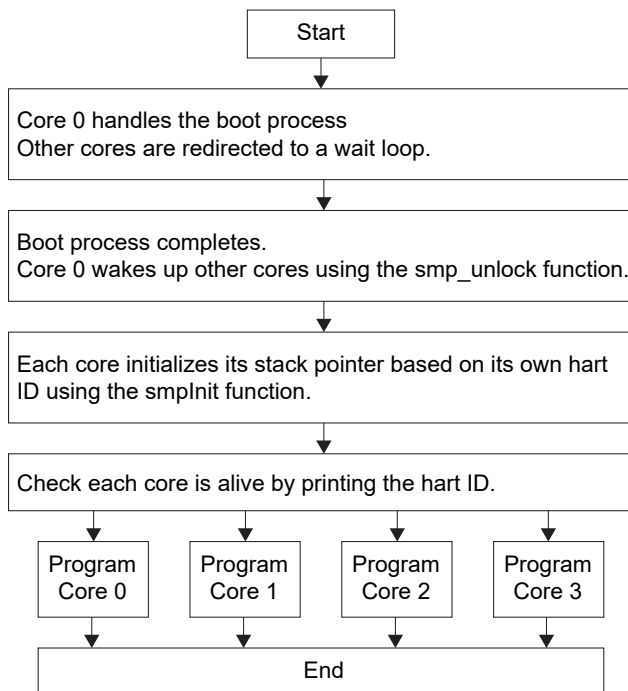 Start
Core 0 handles the boot process
Other cores are redirected to a wait loop.
Boot process completes.
Core 0 wakes up other cores using the smp_unlock function.
Each core initializes its stack pointer based on its own hart
ID using the smpInit function.
Check each core is alive by printing the hart ID.
Program
Core 0
Program
Core 1
Program
Core 2
Program
Core 3
End